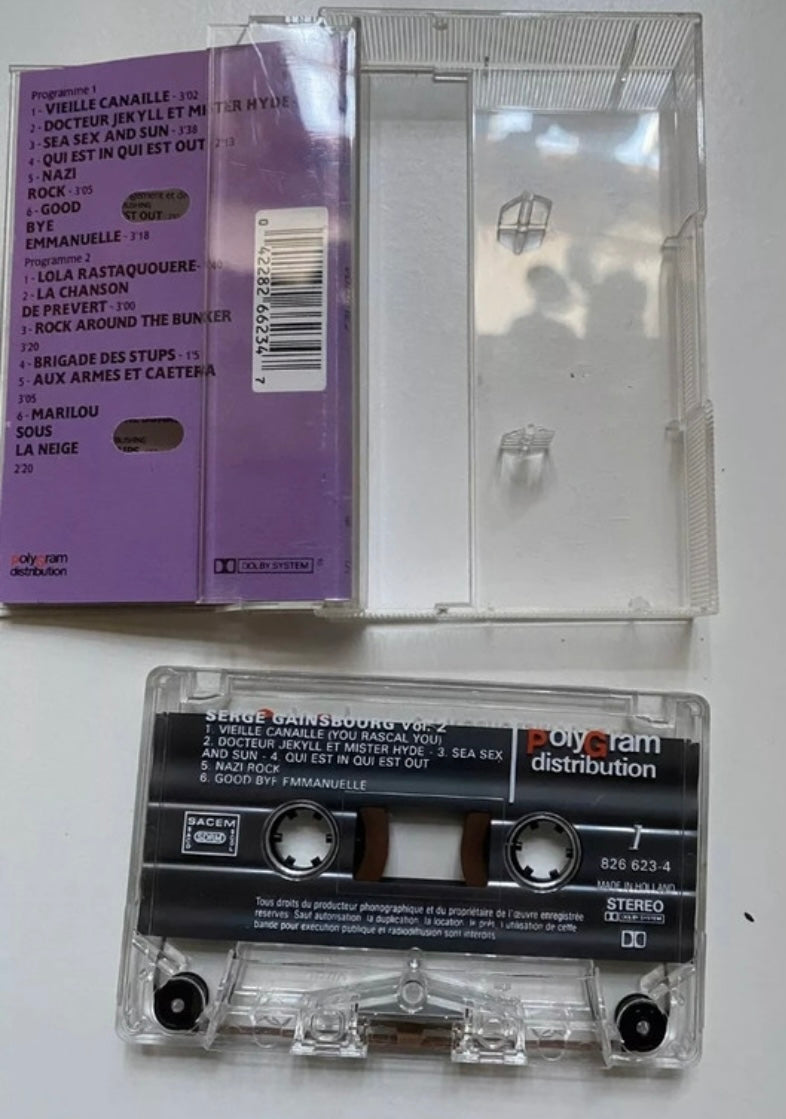 Programme 1
1 - VIEILLE CANAILLE - 3'02
2 - DOCTEUR JEKYLL ET MISTER HYDE -
3 - SEA SEX AND SUN - 3'38
4 - QUI EST IN QUI EST OUT 2'13
5 - NAZI
ROCK - 3'05
6 - GOOD
BYE
EMMANUELLE - 3'18
gement et de
ST OUT
Programme 2
1 - LOLA RASTAQUOUERE-
2 - LA CHANSON
DE PREVERT - 3'00
3 - ROCK AROUND THE BUNKER
3'20
4 - BRIGADE DES STUPS - 1'5
5 - AUX ARMES ET CAETERA
3'05
6 - MARILOU
SOUS
LA NEIGE
2'20
PolyGram
distribution
0 42282 66234 7
DOLBY SYSTEM ®
SERGE GAINSBOURG Vol. 2
1. VIEILLE CANAILLE (YOU RASCAL YOU)
2. DOCTEUR JEKYLL ET MISTER HYDE - 3. SEA SEX
AND SUN - 4. QUI EST IN QUI EST OUT
5. NAZI ROCK
6. GOOD BYE EMMANUELLE
PolyGram
distribution
SACEM
SDRM
1
826 623-4
MADE IN HOLLAND
STEREO
DOLBY SYSTEM
Tous droits du producteur phonographique et du propriétaire de l'œuvre enregistrée
réservés. Sauf autorisation, la duplication, la location, le prêt, l'utilisation de cette
bande pour exécution publique et radiodiffusion sont interdits